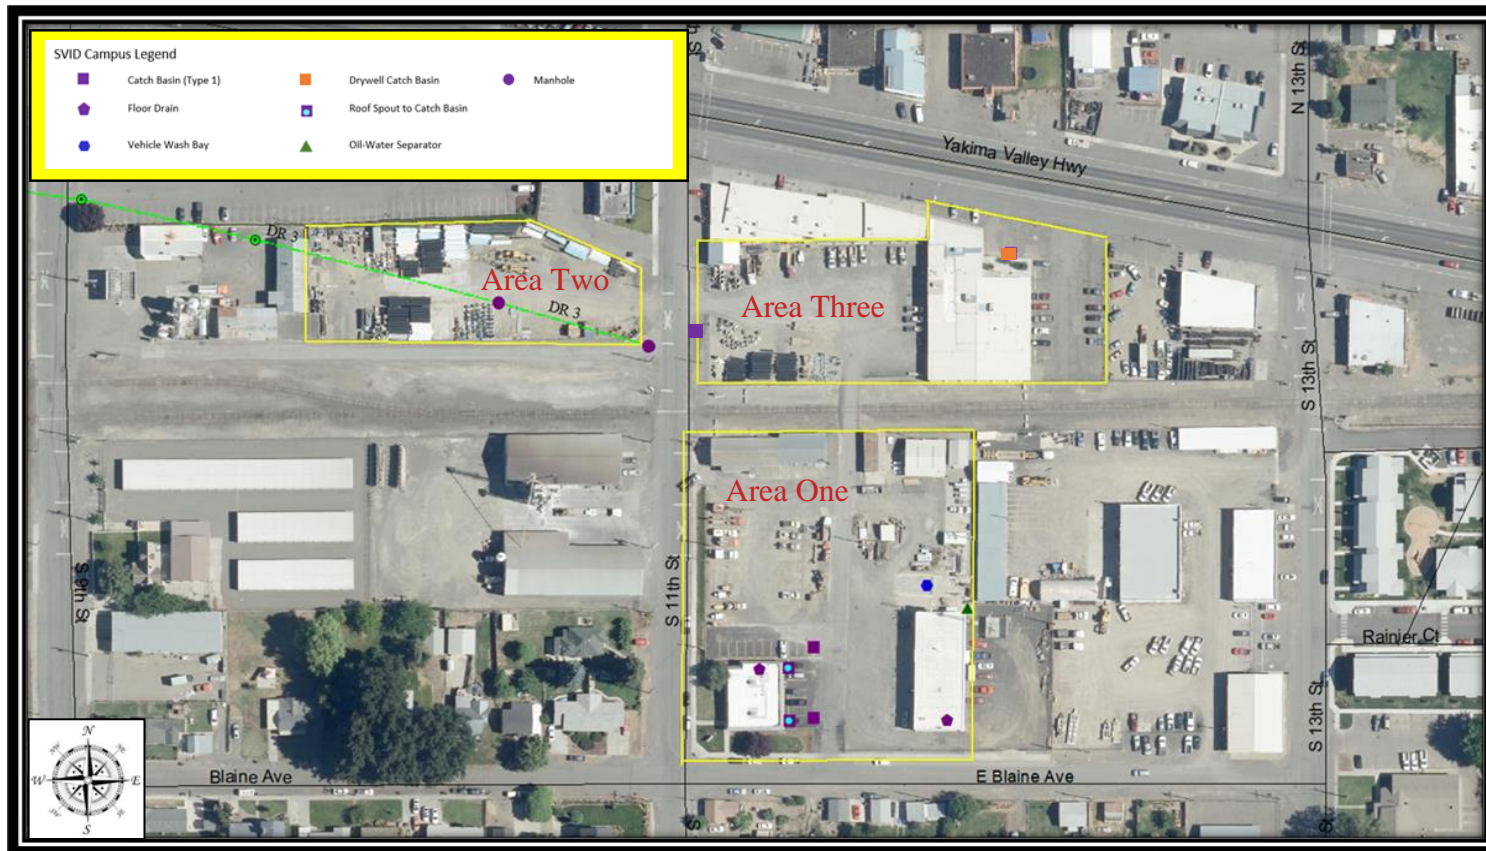 SVID Campus Legend
Catch Basin (Type 1)
Drywell Catch Basin
Manhole
Floor Drain
Roof Spout to Catch Basin
Vehicle Wash Bay
Oil-Water Separator
N 13th St
Yakima Valley Hwy
DR 3
Area Two
DR 3
Area Three
S 13th St
Area One
S 9th St
S 11th St
Rainier Ct
S 13th St
Blaine Ave
E Blaine Ave
N
W
E
S
St